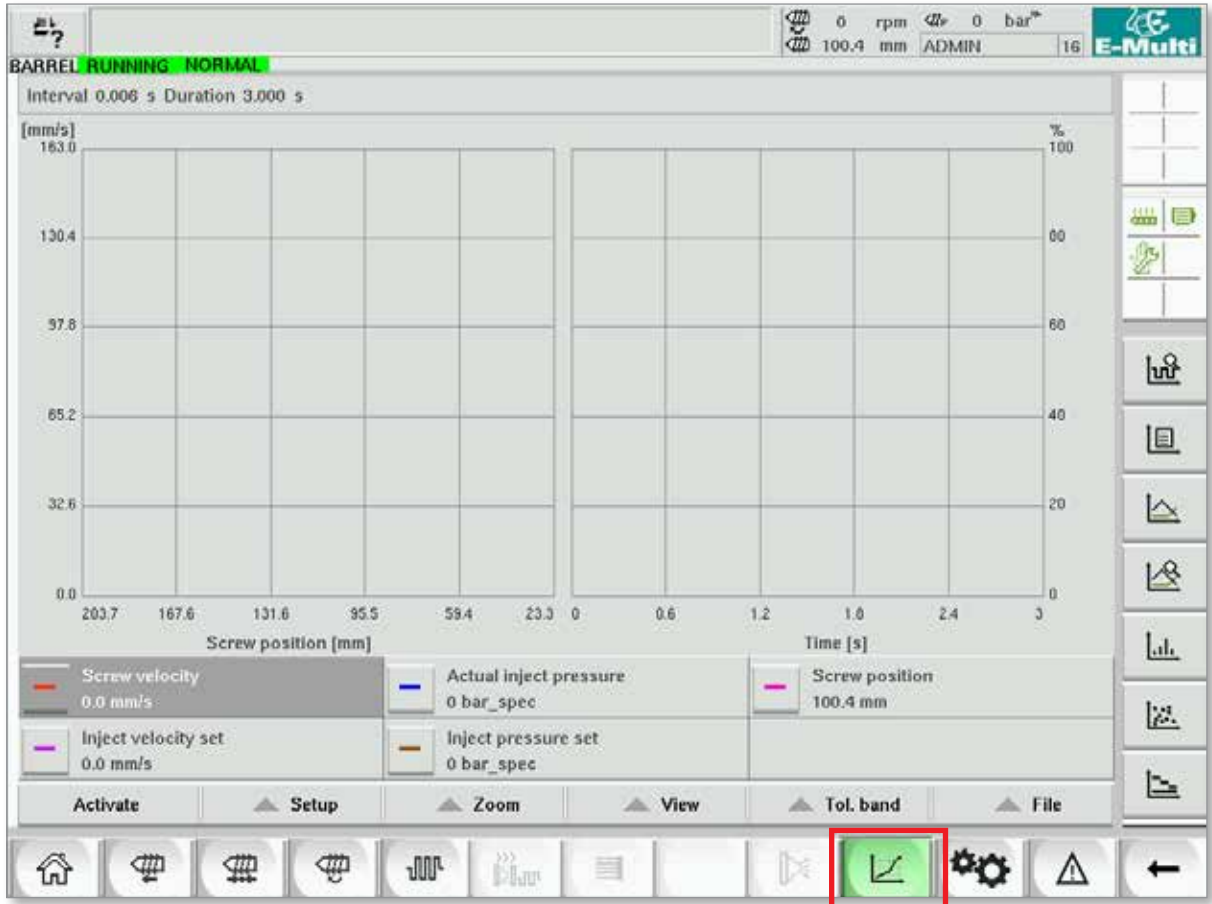 0 rpm 0 bar
100.4 mm ADMIN 16
E-Multi
BARREL RUNNING NORMAL
Interval 0.006 s Duration 3.000 s
[mm/s] %
163.0 100
130.4 80
97.8 60
65.2 40
32.6 20
0.0 0
203.7 167.6 131.6 95.5 59.4 23.3 0 0.6 1.2 1.8 2.4 3
Screw position [mm] Time [s]
Screw velocity Actual inject pressure Screw position
0.0 mm/s 0 bar_spec 100.4 mm
Inject velocity set Inject pressure set
0.0 mm/s 0 bar_spec
Activate Setup Zoom View Tol. band File